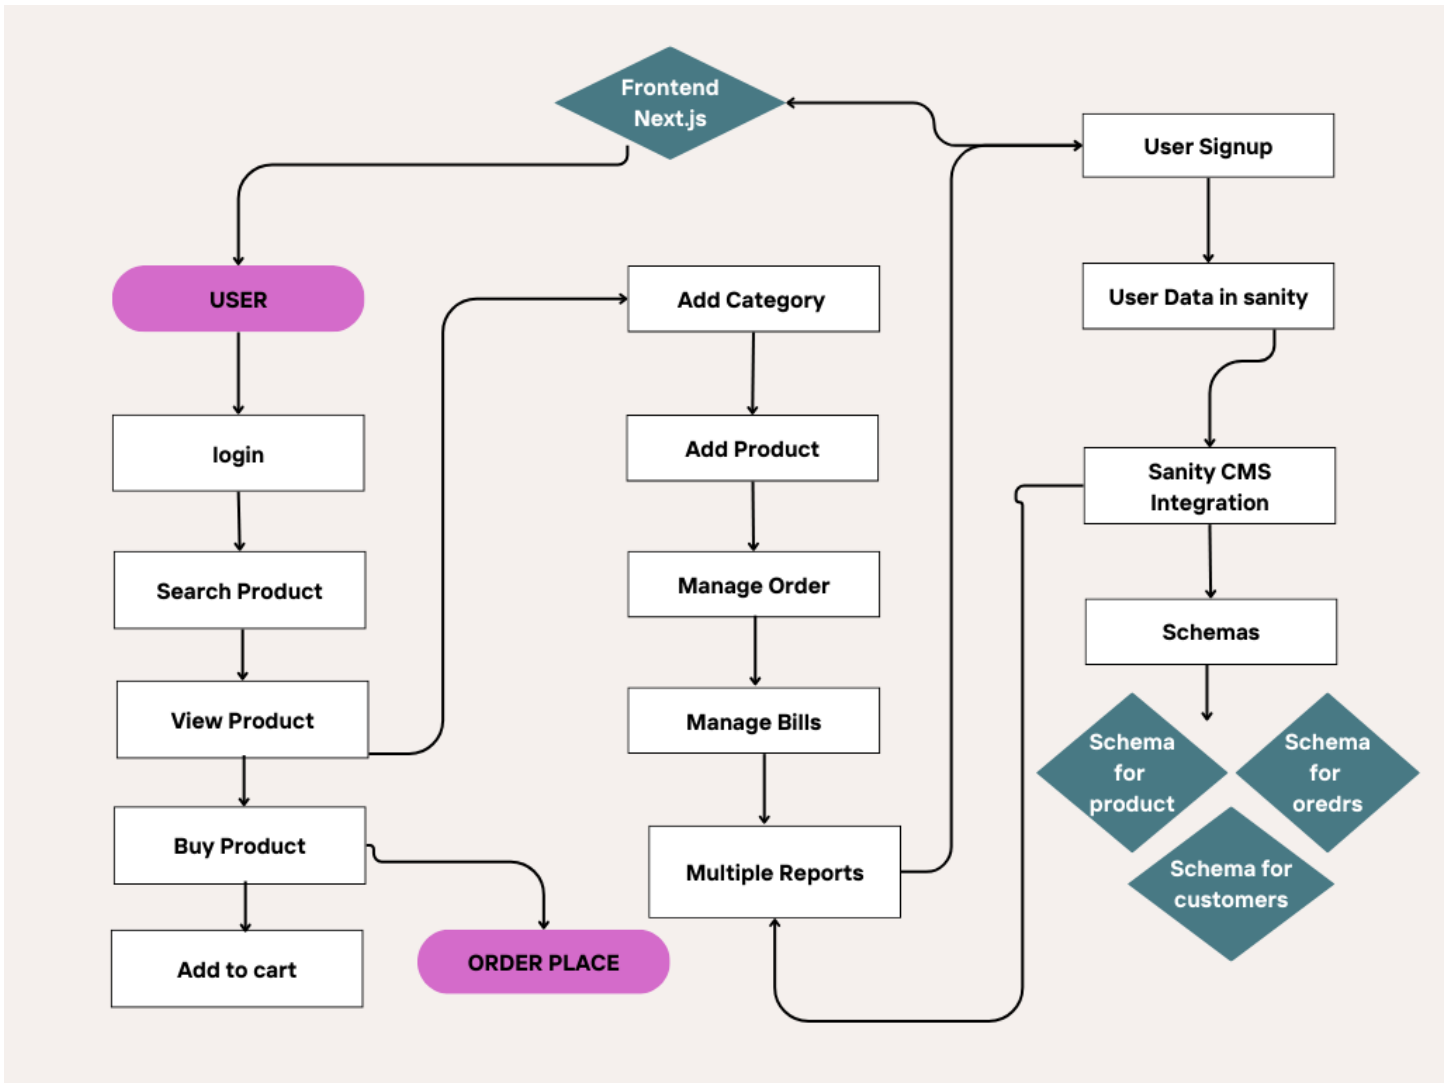 Frontend
Next.js
USER
login
Search Product
View Product
Buy Product
Add to cart
ORDER PLACE
Add Category
Add Product
Manage Order
Manage Bills
Multiple Reports
User Signup
User Data in sanity
Sanity CMS
Integration
Schemas
Schema
for
product
Schema
for
oredrs
Schema for
customers